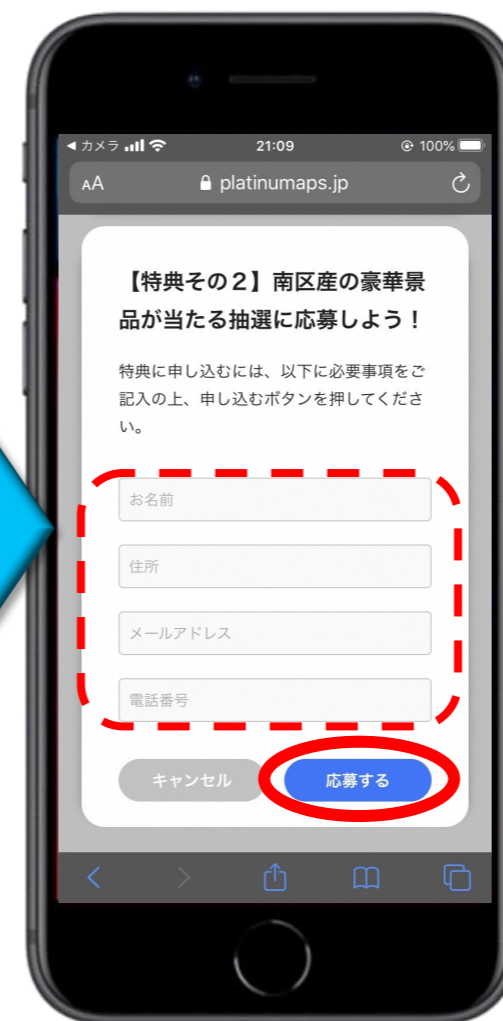 ◀カメラ 21:09 100%
AA platinumaps.jp
【特典その２】南区産の豪華景
品が当たる抽選に応募しよう！
特典に申し込むには、以下に必要事項をご
記入の上、申し込むボタンを押してくださ
い。
お名前
住所
メールアドレス
電話番号
キャンセル 応募する